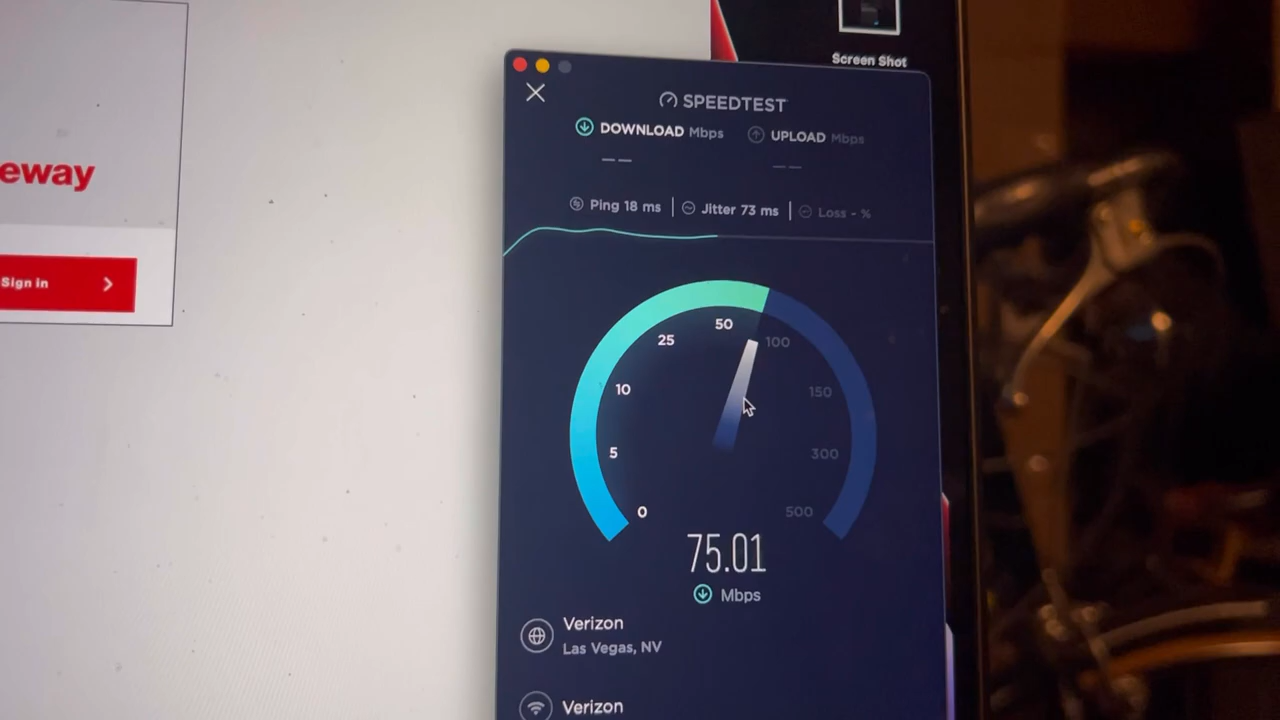 Screen Shot
eway
Sign in
SPEEDTEST
DOWNLOAD Mbps
UPLOAD Mbps
Ping 18 ms
Jitter 73 ms
Loss - %
0
5
10
25
50
100
150
300
500
75.01
Mbps
Verizon
Las Vegas, NV
Verizon